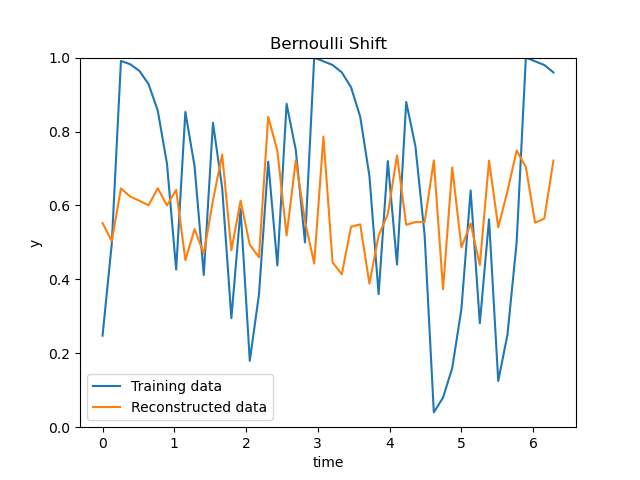 Bernoulli Shift
1.0
0.8
0.6
0.4
0.2
0.0
y
Training data
Reconstructed data
0 1 2 3 4 5 6
time